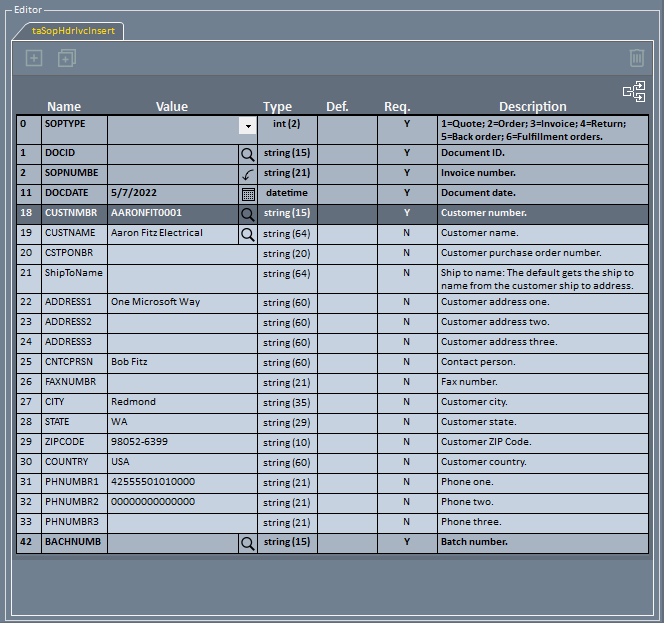 Editor
taSopHdrIvcInsert
Name Value Type Def. Req. Description
0 SOPTYPE int (2) Y 1=Quote; 2=Order; 3=Invoice; 4=Return;
5=Back order; 6=Fulfillment orders.
1 DOCID string (15) Y Document ID.
2 SOPNUMBE string (21) Y Invoice number.
11 DOCDATE 5/7/2022 datetime Y Document date.
18 CUSTNMBR AARONFIT0001 string (15) Y Customer number.
19 CUSTNAME Aaron Fitz Electrical string (64) N Customer name.
20 CSTPONBR string (20) N Customer purchase order number.
21 ShipToName string (64) N Ship to name: The default gets the ship to
name from the customer ship to address.
22 ADDRESS1 One Microsoft Way string (60) N Customer address one.
23 ADDRESS2 string (60) N Customer address two.
24 ADDRESS3 string (60) N Customer address three.
25 CNTCPRSN Bob Fitz string (60) N Contact person.
26 FAXNUMBR string (21) N Fax number.
27 CITY Redmond string (35) N Customer city.
28 STATE WA string (29) N Customer state.
29 ZIPCODE 98052-6399 string (10) N Customer ZIP Code.
30 COUNTRY USA string (60) N Customer country.
31 PHNUMBR1 42555501010000 string (21) N Phone one.
32 PHNUMBR2 00000000000000 string (21) N Phone two.
33 PHNUMBR3 string (21) N Phone three.
42 BACHNUMB string (15) Y Batch number.